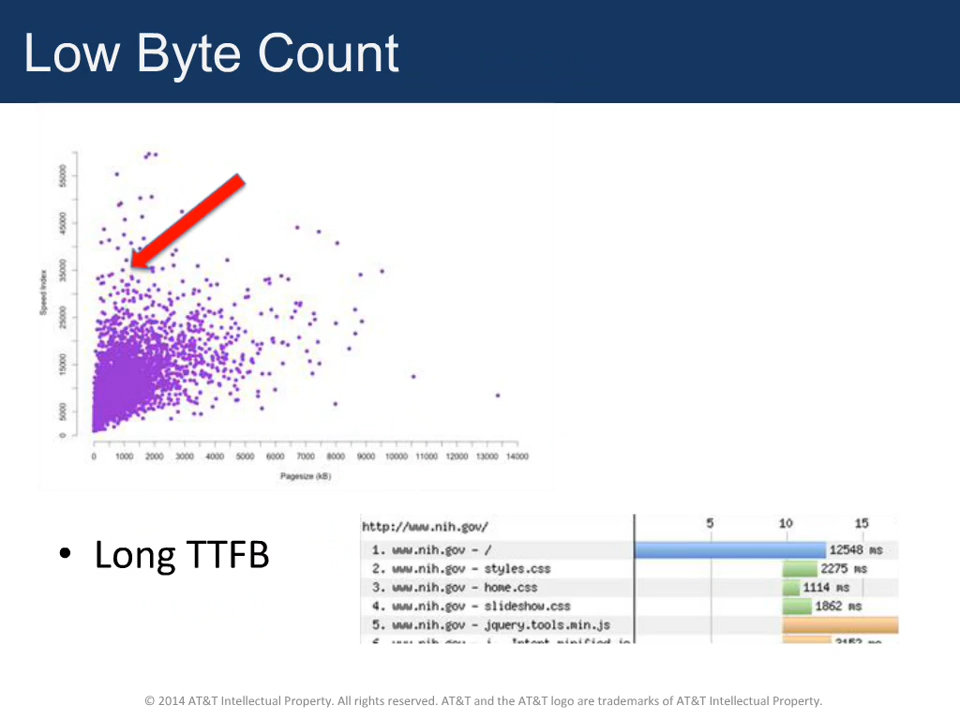 Low Byte Count
55000
45000
35000
25000
15000
5000
0
Speed Index
0 1000 2000 3000 4000 5000 6000 7000 8000 9000 10000 11000 12000 13000 14000
Pagesize (kB)
• Long TTFB
http://www.nih.gov/ 5 10 15
1. www.nih.gov - / 12548 ms
2. www.nih.gov - styles.css 2275 ms
3. www.nih.gov - home.css 1114 ms
4. www.nih.gov - slideshow.css 1862 ms
5. www.nih.gov - jquery.tools.min.js
© 2014 AT&T Intellectual Property. All rights reserved. AT&T and the AT&T logo are trademarks of AT&T Intellectual Property.